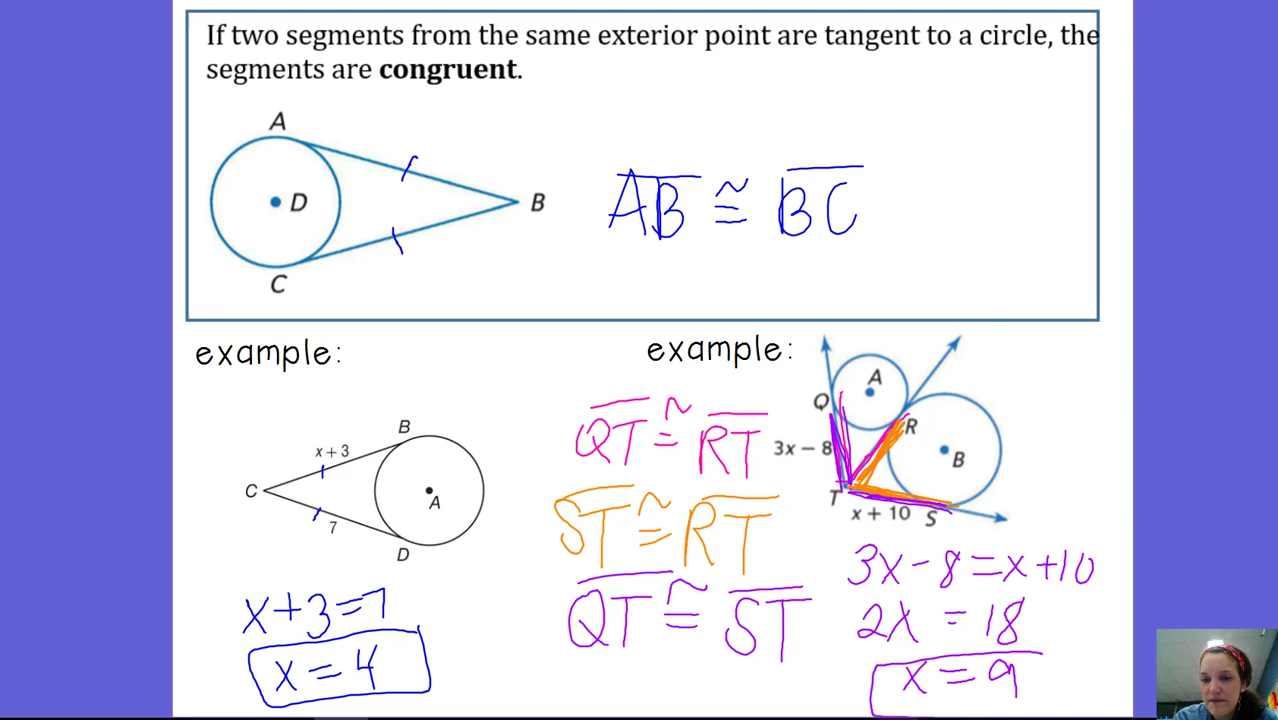 If two segments from the same exterior point are tangent to a circle, the
segments are congruent.
A
D
B
C
AB ≅ BC
example:
B
x + 3
C
A
7
D
x+3=7
x = 4
example:
QT ≅ RT
ST ≅ RT
QT ≅ ST
A
Q
R
3x − 8
B
T
x + 10
S
3x − 8 = x + 10
2x = 18
x = 9